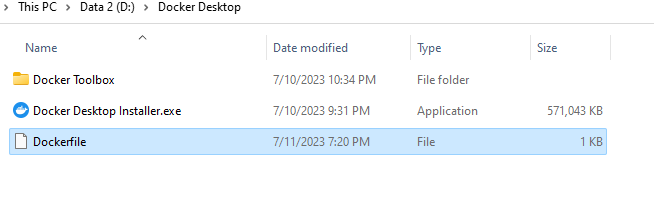 This PC > Data 2 (D:) > Docker Desktop
Name Date modified Type Size
Docker Toolbox 7/10/2023 10:34 PM File folder
Docker Desktop Installer.exe 7/10/2023 9:31 PM Application 571,043 KB
Dockerfile 7/11/2023 7:20 PM File 1 KB